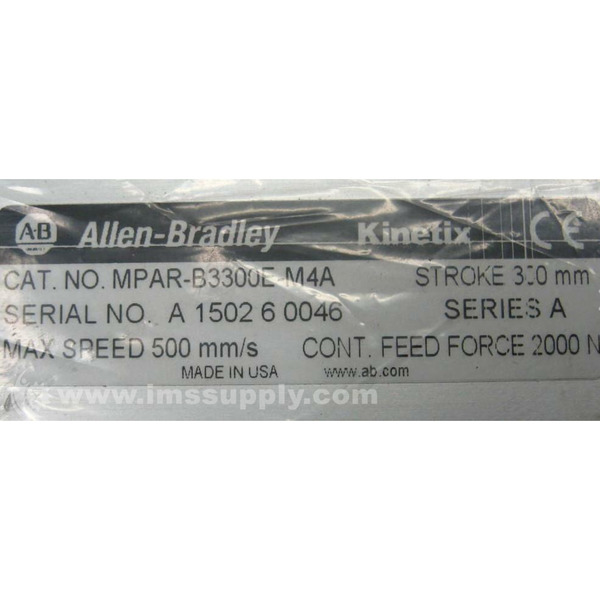 A-B Allen-Bradley Kinetix CE
CAT. NO. MPAR-B3300E-M4A STROKE 300 mm
SERIAL NO. A 1502 6 0046 SERIES A
MAX SPEED 500 mm/s CONT. FEED FORCE 2000 N
MADE IN USA www.ab.com
www.imssupply.com